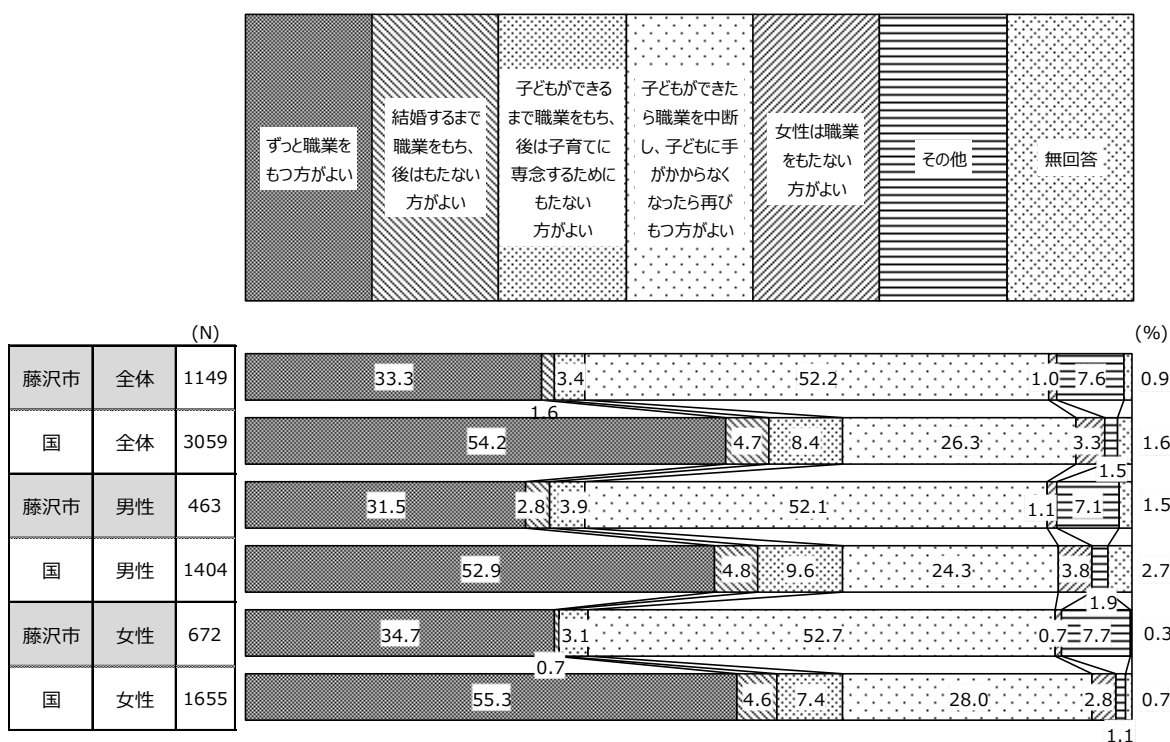 ずっと職業を
もつ方がよい
結婚するまで
職業をもち、
後はもたない
方がよい
子どもができる
まで職業をもち、
後は子育てに
専念するために
もたない
方がよい
子どもができた
ら職業を中断
し、子どもに手
がかからなく
なったら再び
もつ方がよい
女性は職業
をもたない
方がよい
その他
無回答
(N) (%)
藤沢市 全体 1149 33.3 3.4 52.2 1.0 7.6 0.9
1.6
国 全体 3059 54.2 4.7 8.4 26.3 3.3 1.6
1.5
藤沢市 男性 463 31.5 2.8 3.9 52.1 1.1 7.1 1.5
国 男性 1404 52.9 4.8 9.6 24.3 3.8 2.7
1.9
藤沢市 女性 672 34.7 3.1 52.7 0.7 7.7 0.3
0.7
国 女性 1655 55.3 4.6 7.4 28.0 2.8 0.7
1.1